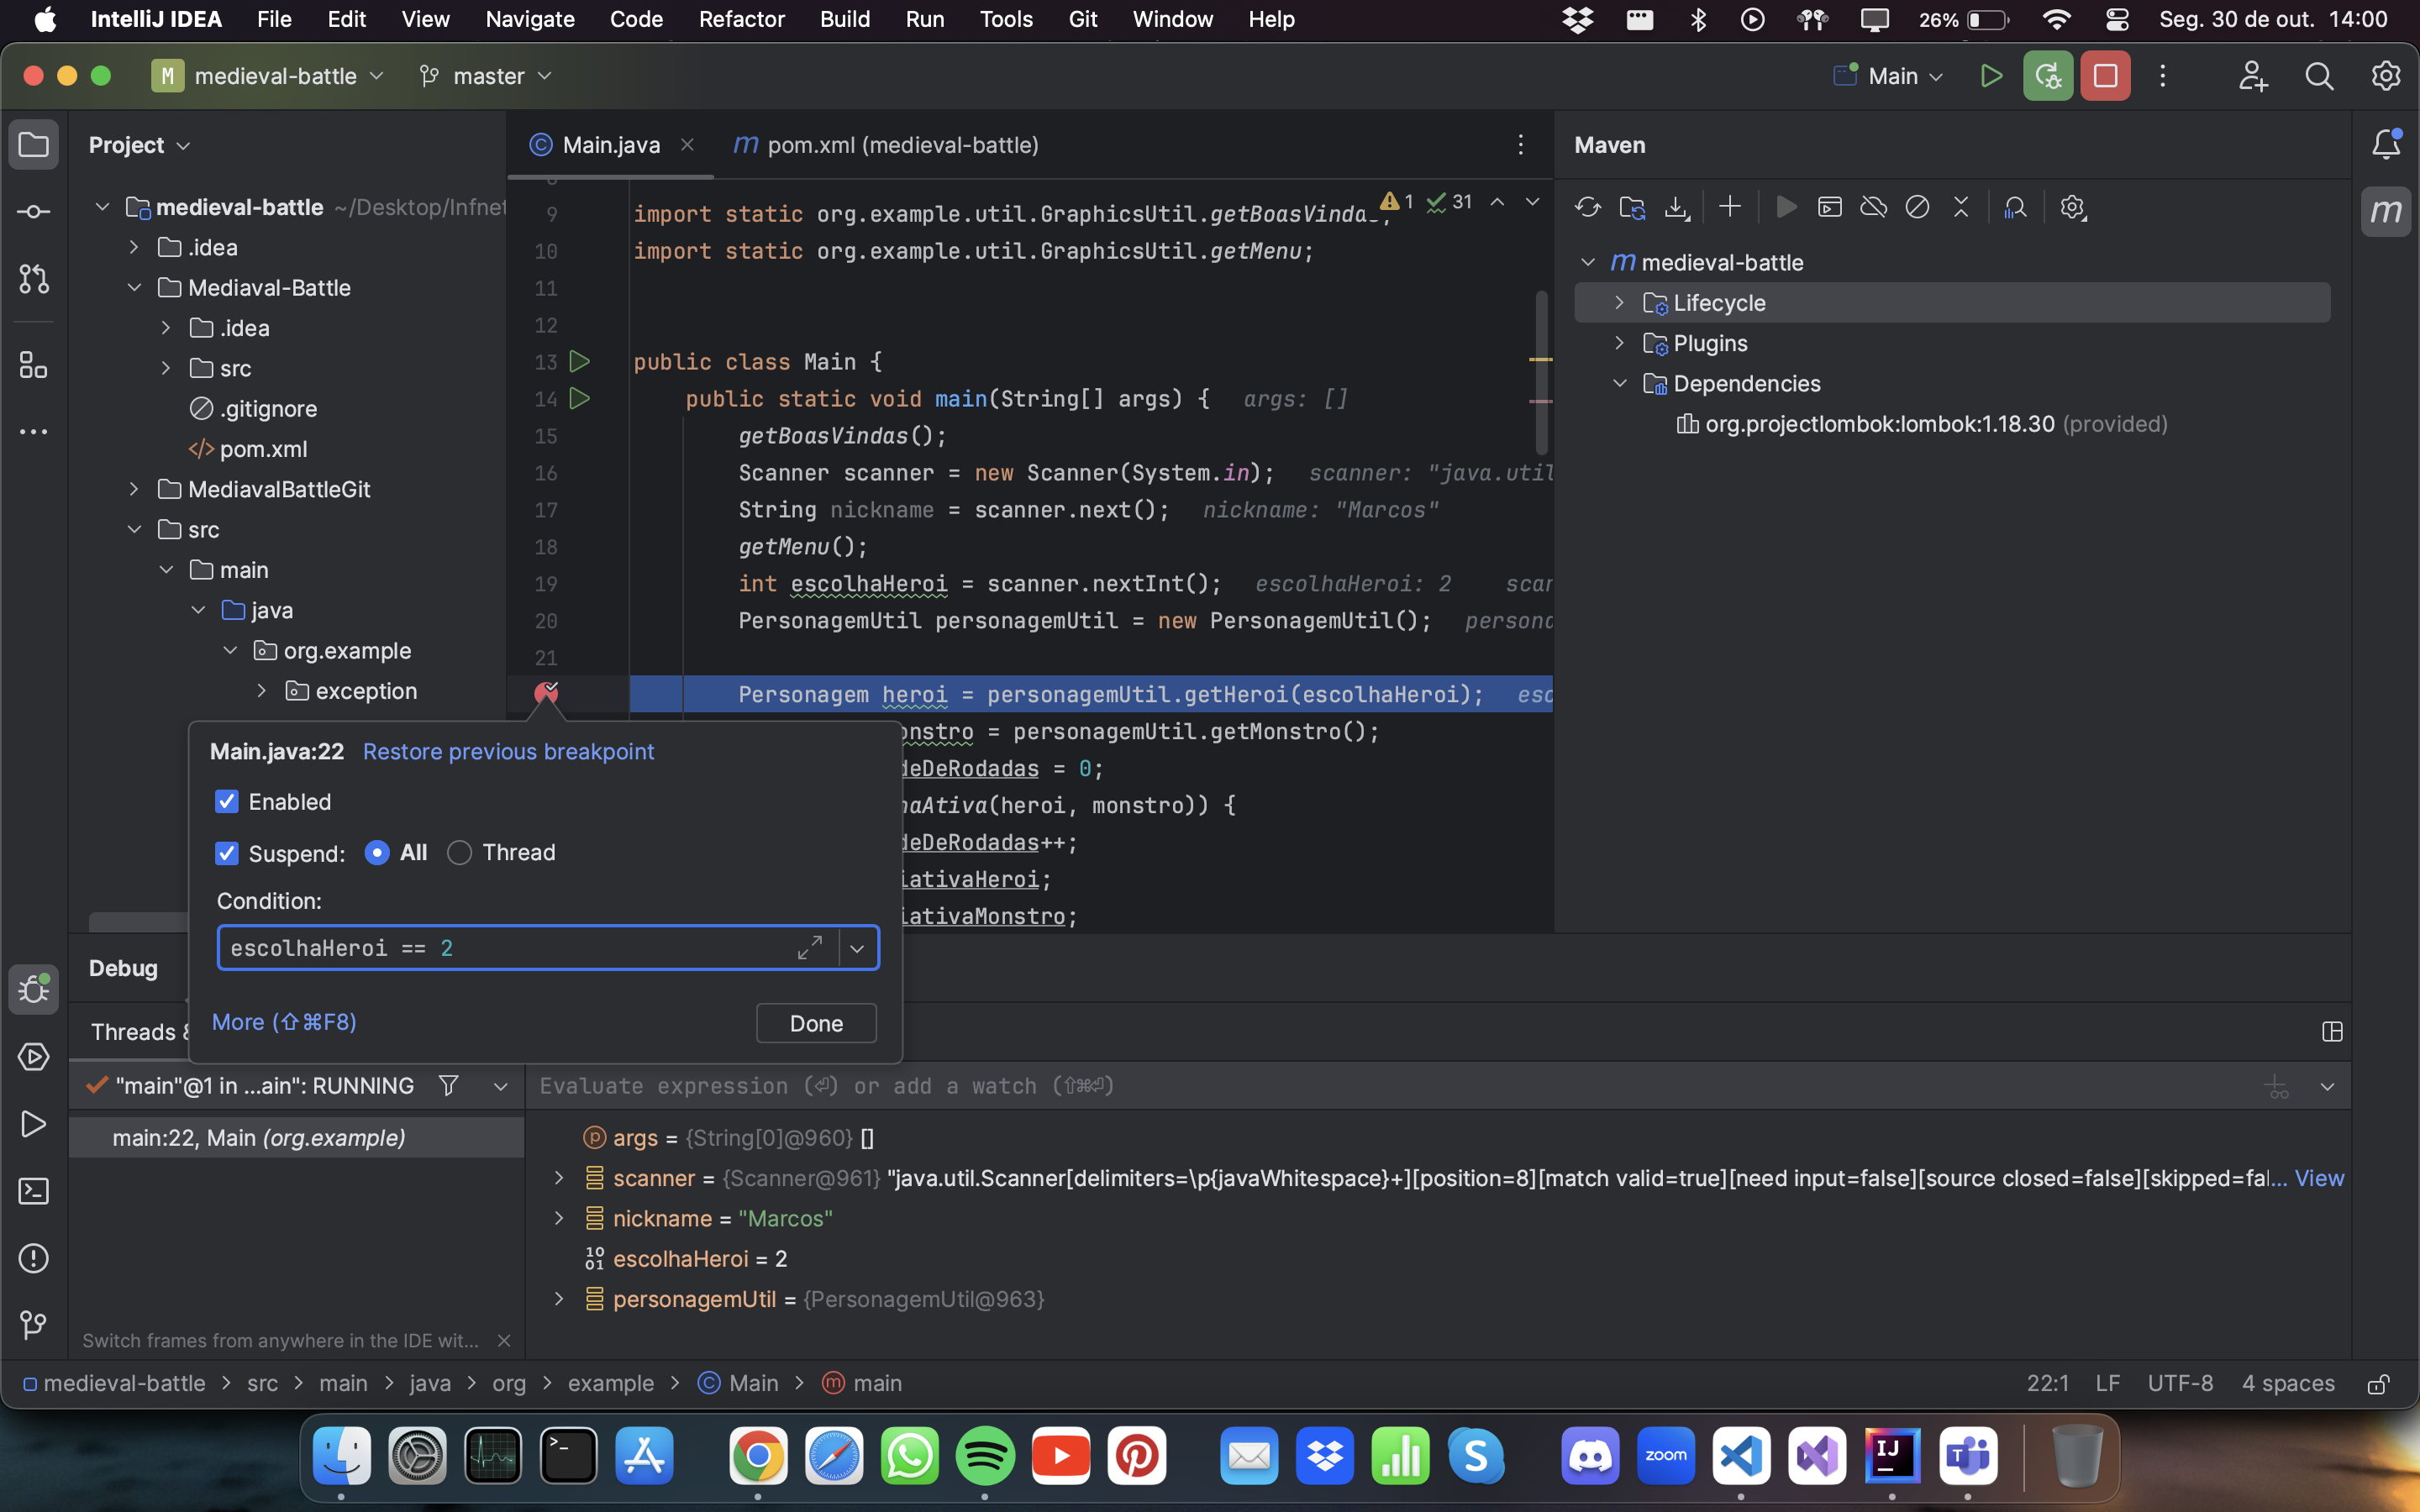 IntelliJ IDEA File Edit View Navigate Code Refactor Build Run Tools Git Window Help 26% Seg. 30 de out. 14:00
M medieval-battle master Main
Project
medieval-battle ~/Desktop/Infnet
.idea
Mediaval-Battle
.idea
src
.gitignore
pom.xml
MediavalBattleGit
src
main
java
org.example
exception
Main.java
pom.xml (medieval-battle)
1 31
8
9 import static org.example.util.GraphicsUtil.getBoasVindas;
10 import static org.example.util.GraphicsUtil.getMenu;
11
12
13 public class Main {
14 public static void main(String[] args) { args: []
15 getBoasVindas();
16 Scanner scanner = new Scanner(System.in); scanner: "java.util
17 String nickname = scanner.next(); nickname: "Marcos"
18 getMenu();
19 int escolhaHeroi = scanner.nextInt(); escolhaHeroi: 2 scan
20 PersonagemUtil personagemUtil = new PersonagemUtil(); persona
21
Personagem heroi = personagemUtil.getHeroi(escolhaHeroi); esc
onstro = personagemUtil.getMonstro();
deDeRodadas = 0;
haAtiva(heroi, monstro)) {
deDeRodadas++;
iativaHeroi;
iativaMonstro;
Maven
m medieval-battle
Lifecycle
Plugins
Dependencies
org.projectlombok:lombok:1.18.30 (provided)
Main.java:22 Restore previous breakpoint
Enabled
Suspend: All Thread
Condition:
escolhaHeroi == 2
More (⇧⌘F8)
Done
Debug
Threads &
"main"@1 in ...ain": RUNNING
main:22, Main (org.example)
Switch frames from anywhere in the IDE wit...
Evaluate expression (⏎) or add a watch (⇧⌘⏎)
args = {String[0]@960} []
scanner = {Scanner@961} "java.util.Scanner[delimiters=\p{javaWhitespace}+][position=8][match valid=true][need input=false][source closed=false][skipped=fal... View
nickname = "Marcos"
escolhaHeroi = 2
personagemUtil = {PersonagemUtil@963}
medieval-battle > src > main > java > org > example > Main > main
22:1 LF UTF-8 4 spaces
zoom
IJ